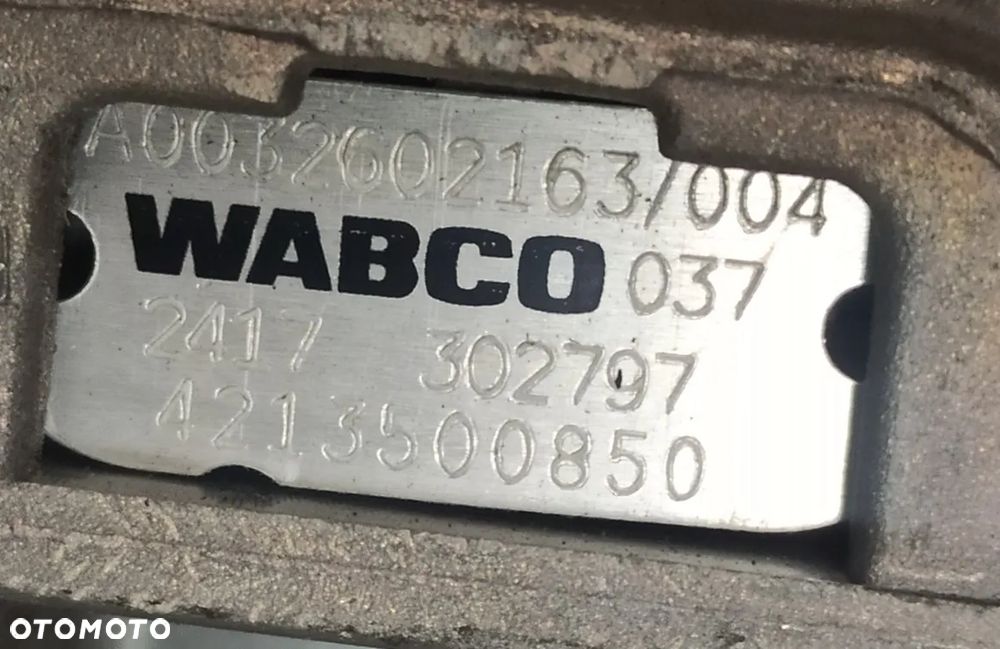 A0032602163/004
WABCO 037
2417 302797
4213500850
OTOMOTO